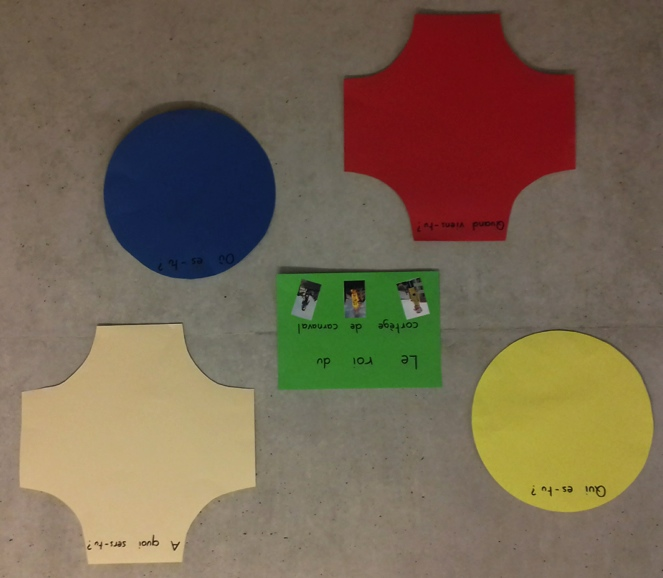 A quoi sers-tu?
Qui es-tu?
Le roi du
cortège de carnaval
Où es-tu?
Quand viens-tu?